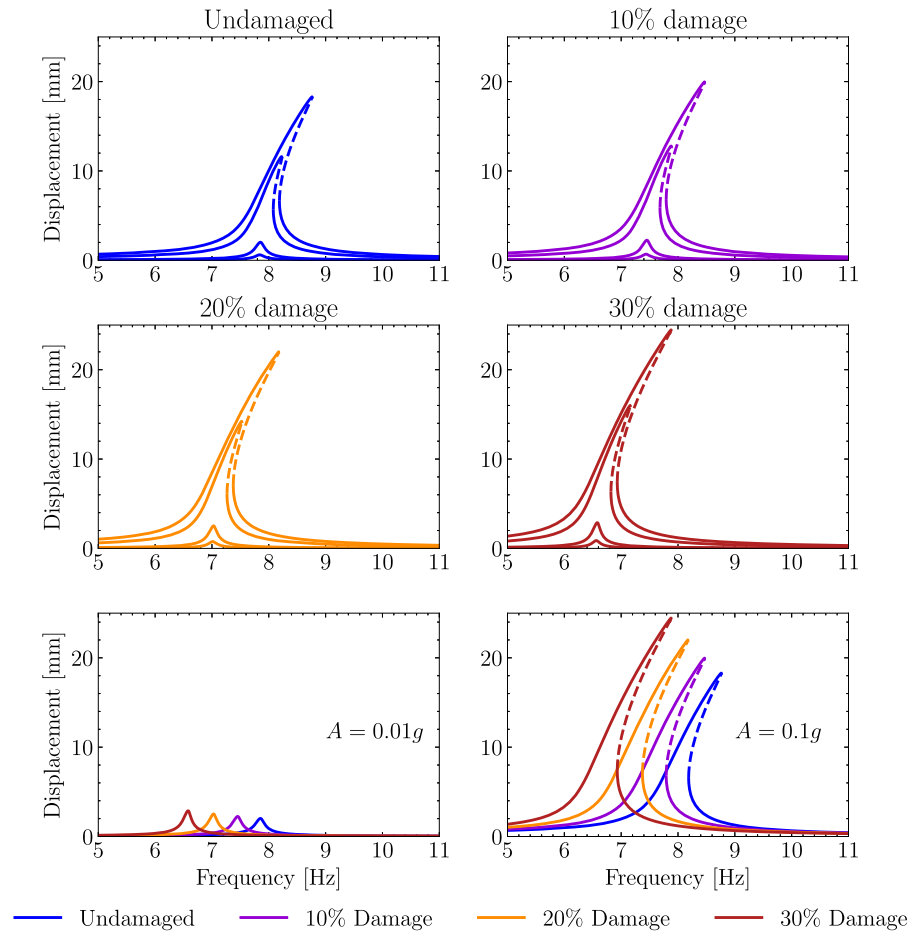 Undamaged 10% damage
Displacement [mm]
20
10
0
5 6 7 8 9 10 11
20
10
0
5 6 7 8 9 10 11
20% damage 30% damage
Displacement [mm]
20
10
0
5 6 7 8 9 10 11
20
10
0
5 6 7 8 9 10 11
Displacement [mm]
20
10
0
A = 0.01g
5 6 7 8 9 10 11
Frequency [Hz]
20
10
0
A = 0.1g
5 6 7 8 9 10 11
Frequency [Hz]
Undamaged 10% Damage 20% Damage 30% Damage